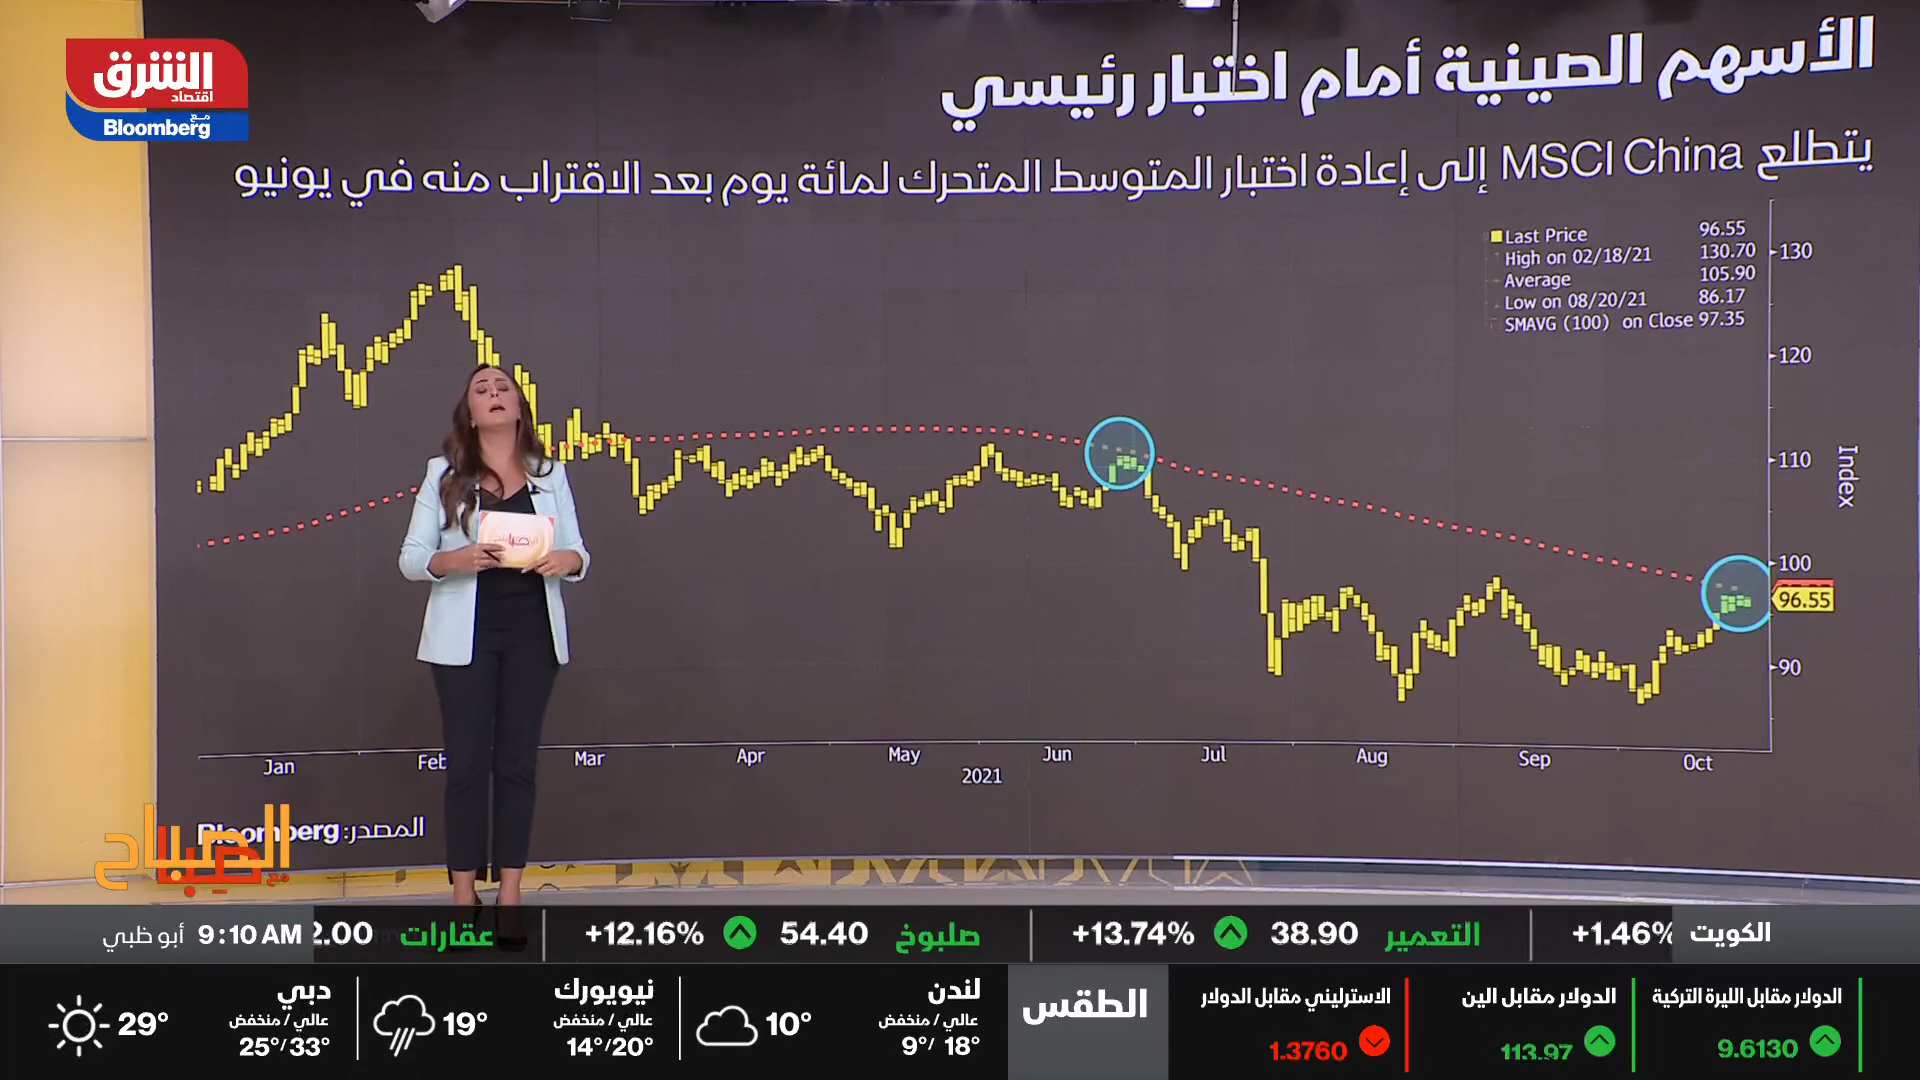 الشرق
اقتصاد
مع
Bloomberg
الأسهم الصينية أمام اختبار رئيسي
يتطلع MSCI China إلى إعادة اختبار المتوسط المتحرك لمائة يوم بعد الاقتراب منه في يونيو
Last Price 96.55
High on 02/18/21 130.70
Average 105.90
Low on 08/20/21 86.17
SMAVG (100) on Close 97.35
130
120
110
100
96.55
90
Index
Jan Feb Mar Apr May Jun Jul Aug Sep Oct
2021
المصدر: Bloomberg
الصباح
مع
صبا
الكويت
+1.46%
التعمير 38.90 +13.74%
صلبوخ 54.40 +12.16%
عقارات 2.00
9:10 AM أبو ظبي
الدولار مقابل الليرة التركية
9.6130
الدولار مقابل الين
113.97
الاسترليني مقابل الدولار
1.3760
الطقس
لندن
عالي / منخفض
9°/ 18°
10°
نيويورك
عالي / منخفض
14°/20°
19°
دبي
عالي / منخفض
25°/33°
29°